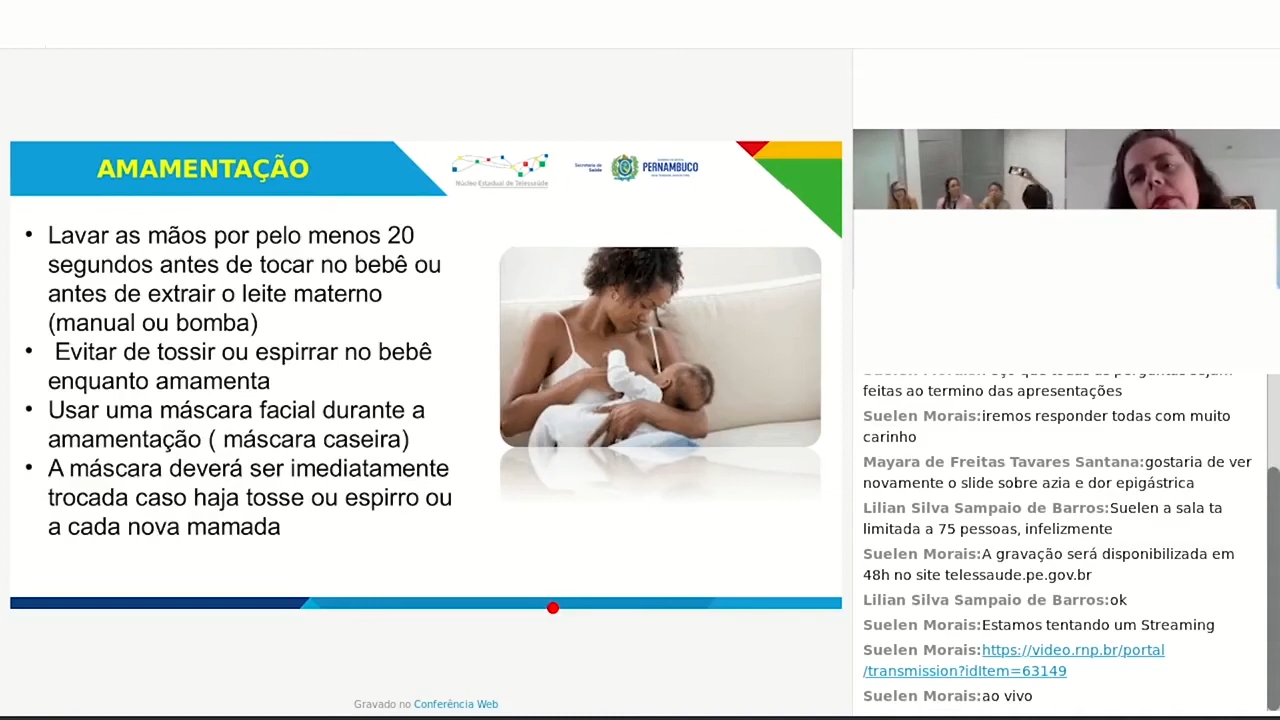 AMAMENTAÇÃO
Núcleo Estadual de Telessaúde
Secretaria de
Saúde
PERNAMBUCO
• Lavar as mãos por pelo menos 20
segundos antes de tocar no bebê ou
antes de extrair o leite materno
(manual ou bomba)
• Evitar de tossir ou espirrar no bebê
enquanto amamenta
• Usar uma máscara facial durante a
amamentação ( máscara caseira)
• A máscara deverá ser imediatamente
trocada caso haja tosse ou espirro ou
a cada nova mamada
Gravado no Conferência Web
feitas ao termino das apresentações
Suelen Morais:iremos responder todas com muito
carinho
Mayara de Freitas Tavares Santana:gostaria de ver
novamente o slide sobre azia e dor epigástrica
Lilian Silva Sampaio de Barros:Suelen a sala ta
limitada a 75 pessoas, infelizmente
Suelen Morais:A gravação será disponibilizada em
48h no site telessaude.pe.gov.br
Lilian Silva Sampaio de Barros:ok
Suelen Morais:Estamos tentando um Streaming
Suelen Morais:https://video.rnp.br/portal
/transmission?idItem=63149
Suelen Morais:ao vivo